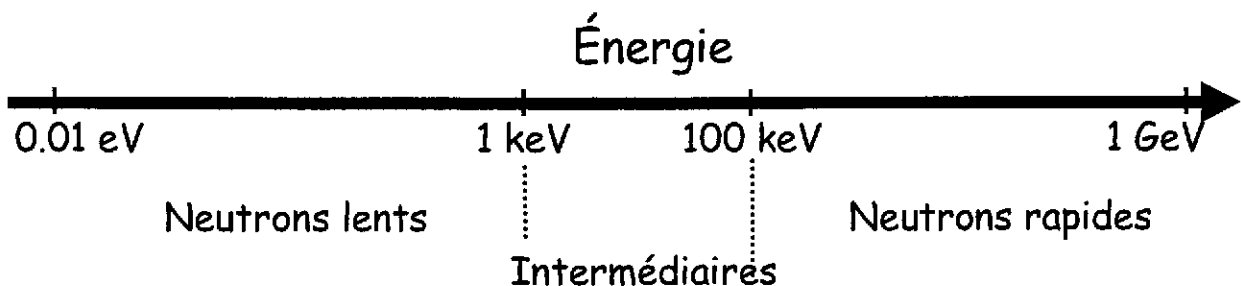 Énergie
0.01 eV 1 keV 100 keV 1 GeV
Neutrons lents Neutrons rapides
Intermédiaires